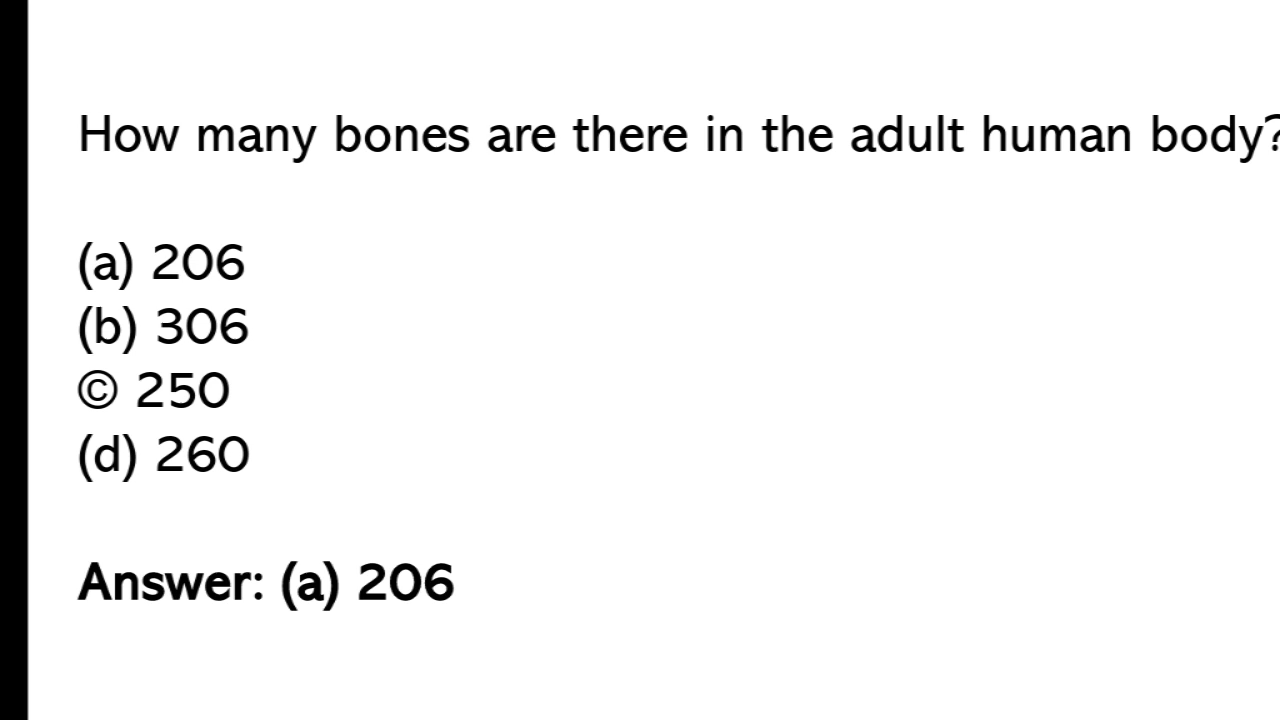 How many bones are there in the adult human body?
(a) 206
(b) 306
© 250
(d) 260
Answer: (a) 206